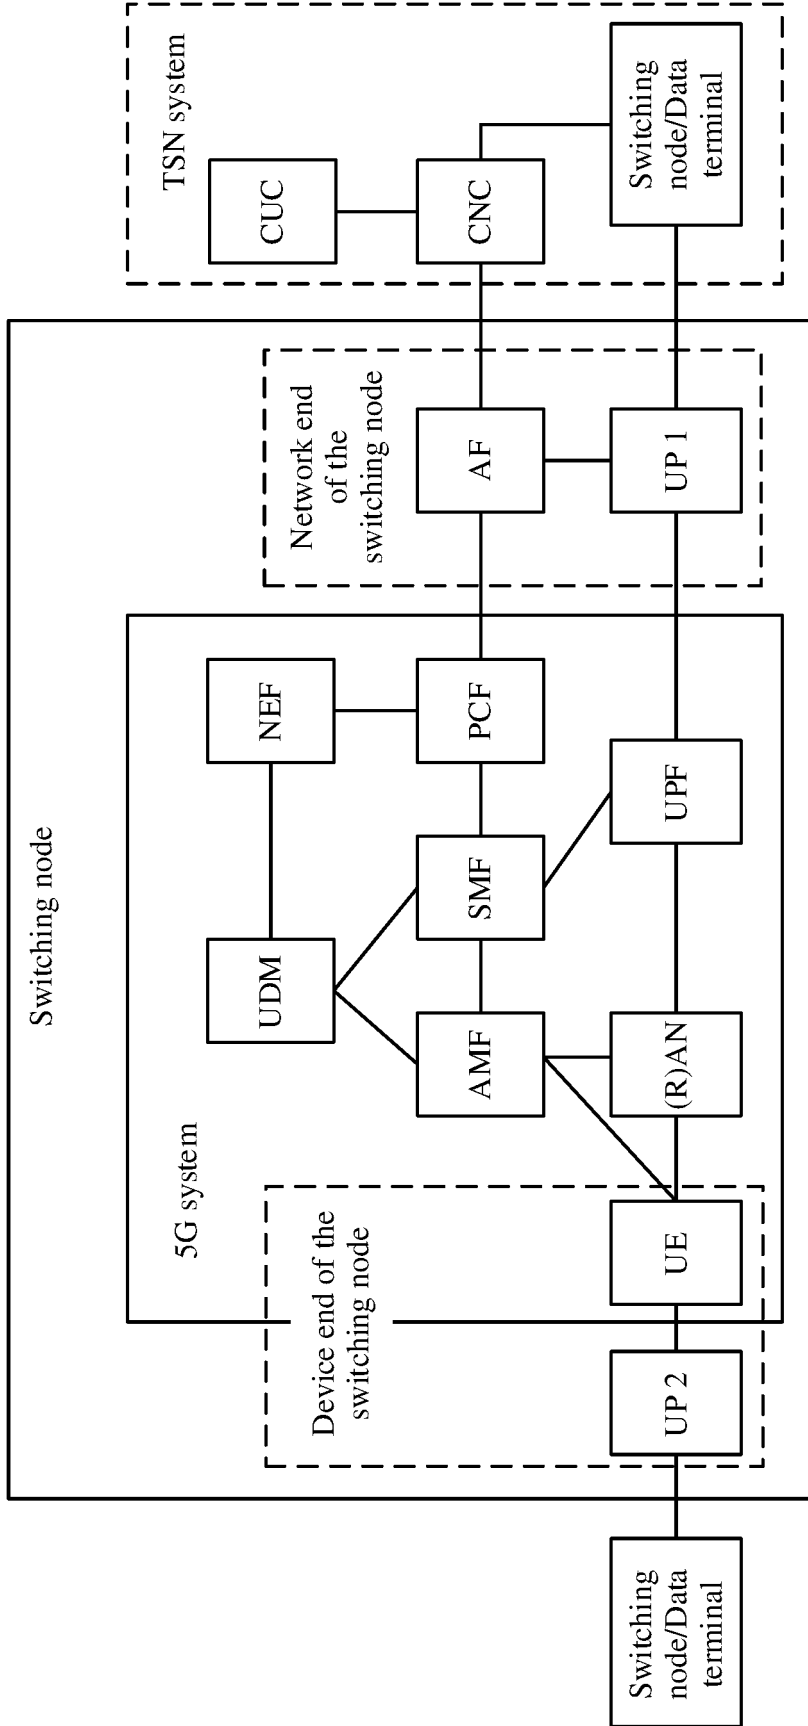 Switching node
5G system
UDM
NEF
AMF
SMF
PCF
Device end of the
switching node
UP 2
UE
(R)AN
UPF
Network end
of the
switching node
AF
UP 1
TSN system
CUC
CNC
Switching
node/Data
terminal
Switching
node/Data
terminal